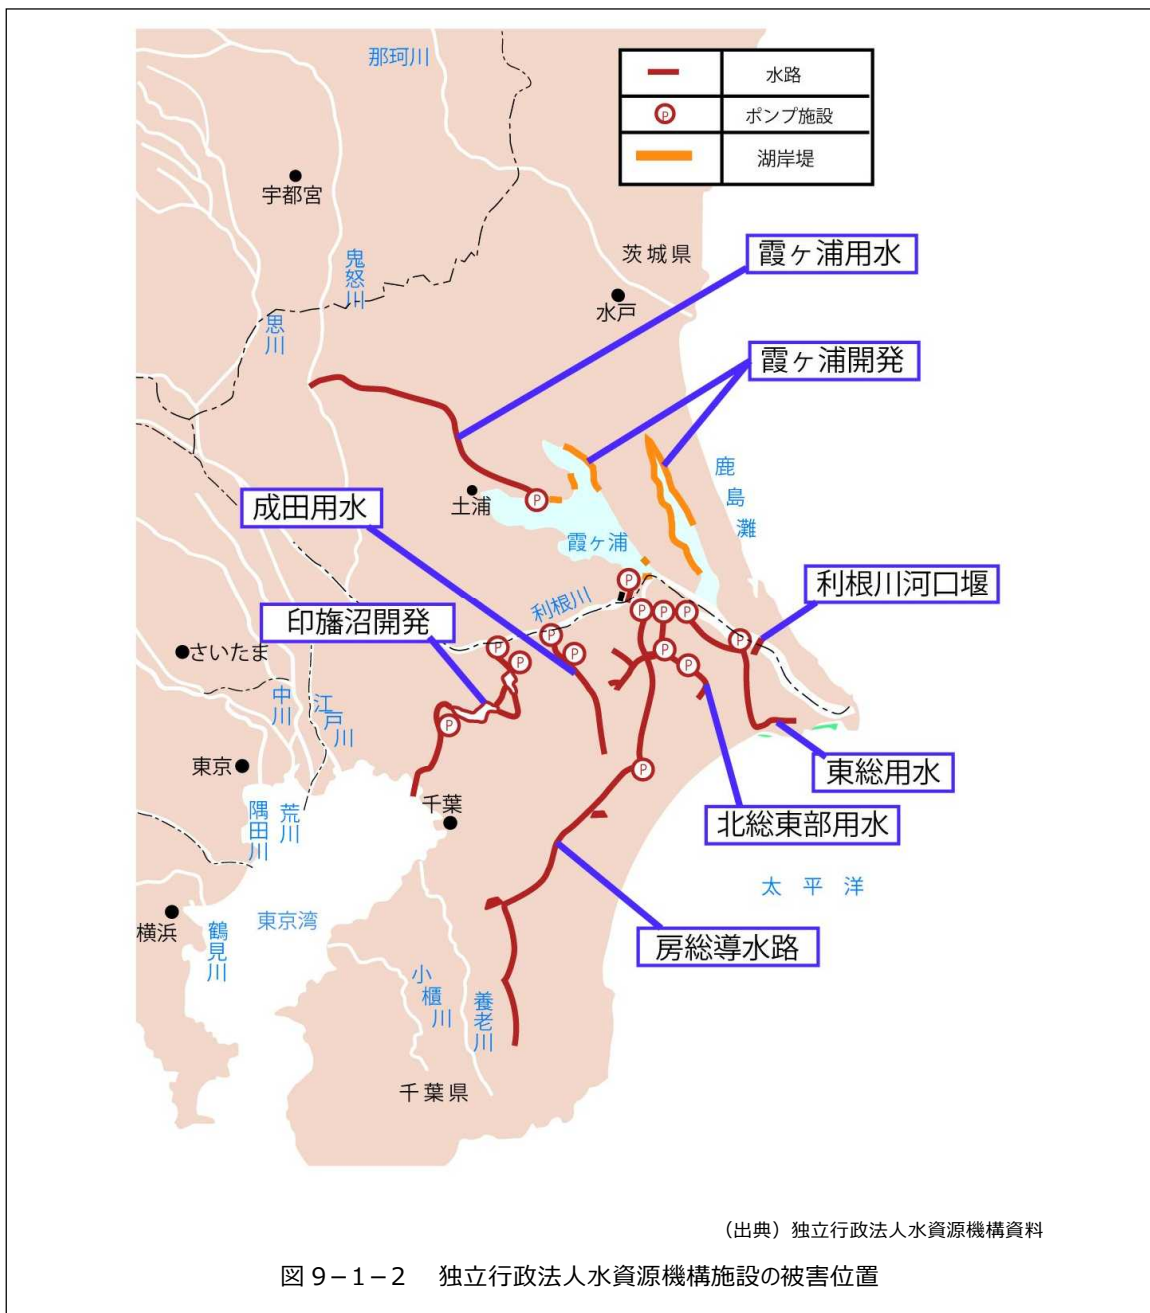 那珂川
水路
P
ポンプ施設
湖岸堤
宇都宮
茨城県
霞ヶ浦用水
鬼怒川
水戸
思川
霞ヶ浦開発
鹿島灘
成田用水
土浦
P
霞ヶ浦
利根川河口堰
P
利根川
印旛沼開発
P
P
P
P
P
P
P
P
P
P
さいたま
中川
江戸川
P
東京
P
東総用水
千葉
北総東部用水
隅田川
荒川
太平洋
横浜
鶴見川
東京湾
房総導水路
小櫃川
養老川
千葉県
（出典）独立行政法人水資源機構資料
図 9−1−2　独立行政法人水資源機構施設の被害位置